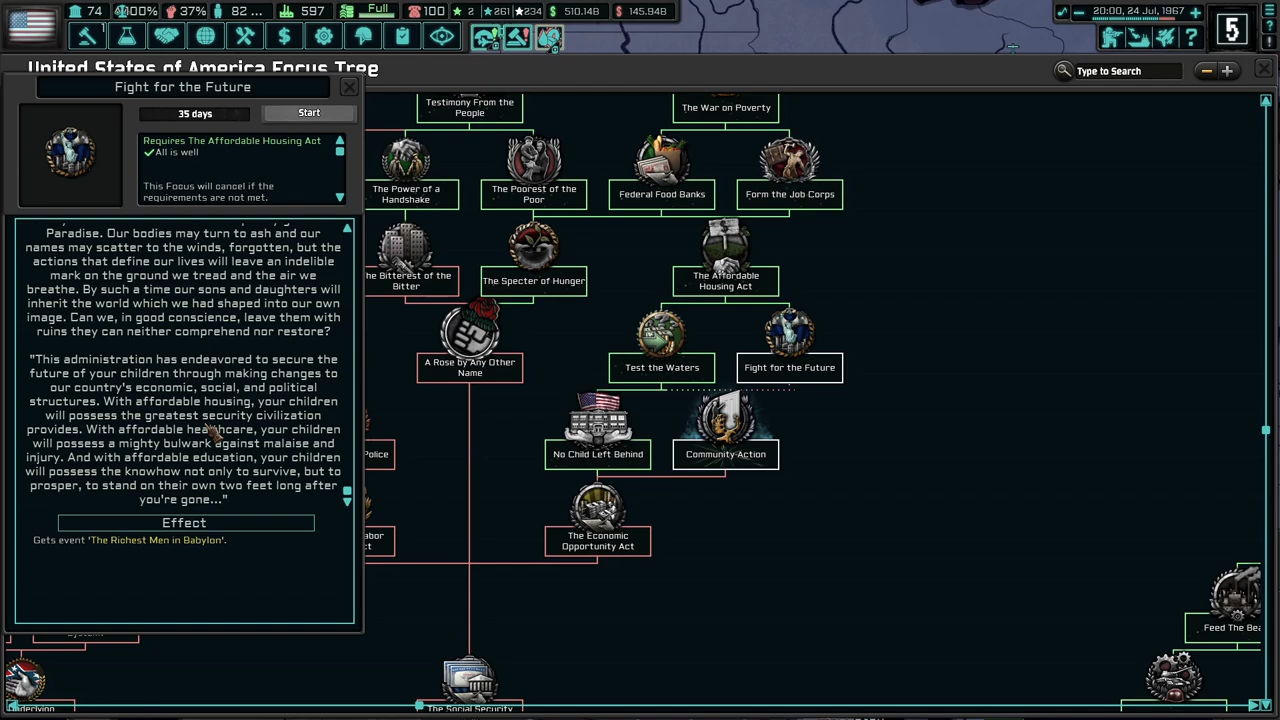 74 100% 37% 82 ... 597 Full 100 2 261 234 $ 510.14B $ 145.94B
20:00, 24 Jul, 1967
5
United States of America Focus Tree
Type to Search
Fight for the Future
35 days
Start
Requires The Affordable Housing Act
All is well
This Focus will cancel if the
requirements are not met.
Paradise. Our bodies may turn to ash and our
names may scatter to the winds, forgotten, but the
actions that define our lives will leave an indelible
mark on the ground we tread and the air we
breathe. By such a time our sons and daughters will
inherit the world which we had shaped into our own
image. Can we, in good conscience, leave them with
ruins they can neither comprehend nor restore?
"This administration has endeavored to secure the
future of your children through making changes to
our country's economic, social, and political
structures. With affordable housing, your children
will possess the greatest security civilization
provides. With affordable healthcare, your children
will possess a mighty bulwark against malaise and
injury. And with affordable education, your children
will possess the knowhow not only to survive, but to
prosper, to stand on their own two feet long after
you're gone..."
Effect
Gets event 'The Richest Men in Babylon'.
Testimony From the
People
The War on Poverty
The Power of a
Handshake
The Poorest of the
Poor
Federal Food Banks
Form the Job Corps
he Bitterest of the
Bitter
The Specter of Hunger
The Affordable
Housing Act
A Rose by Any Other
Name
Test the Waters
Fight for the Future
Police
No Child Left Behind
Community Action
abor
ct
The Economic
Opportunity Act
Feed The Bea
The Social Security